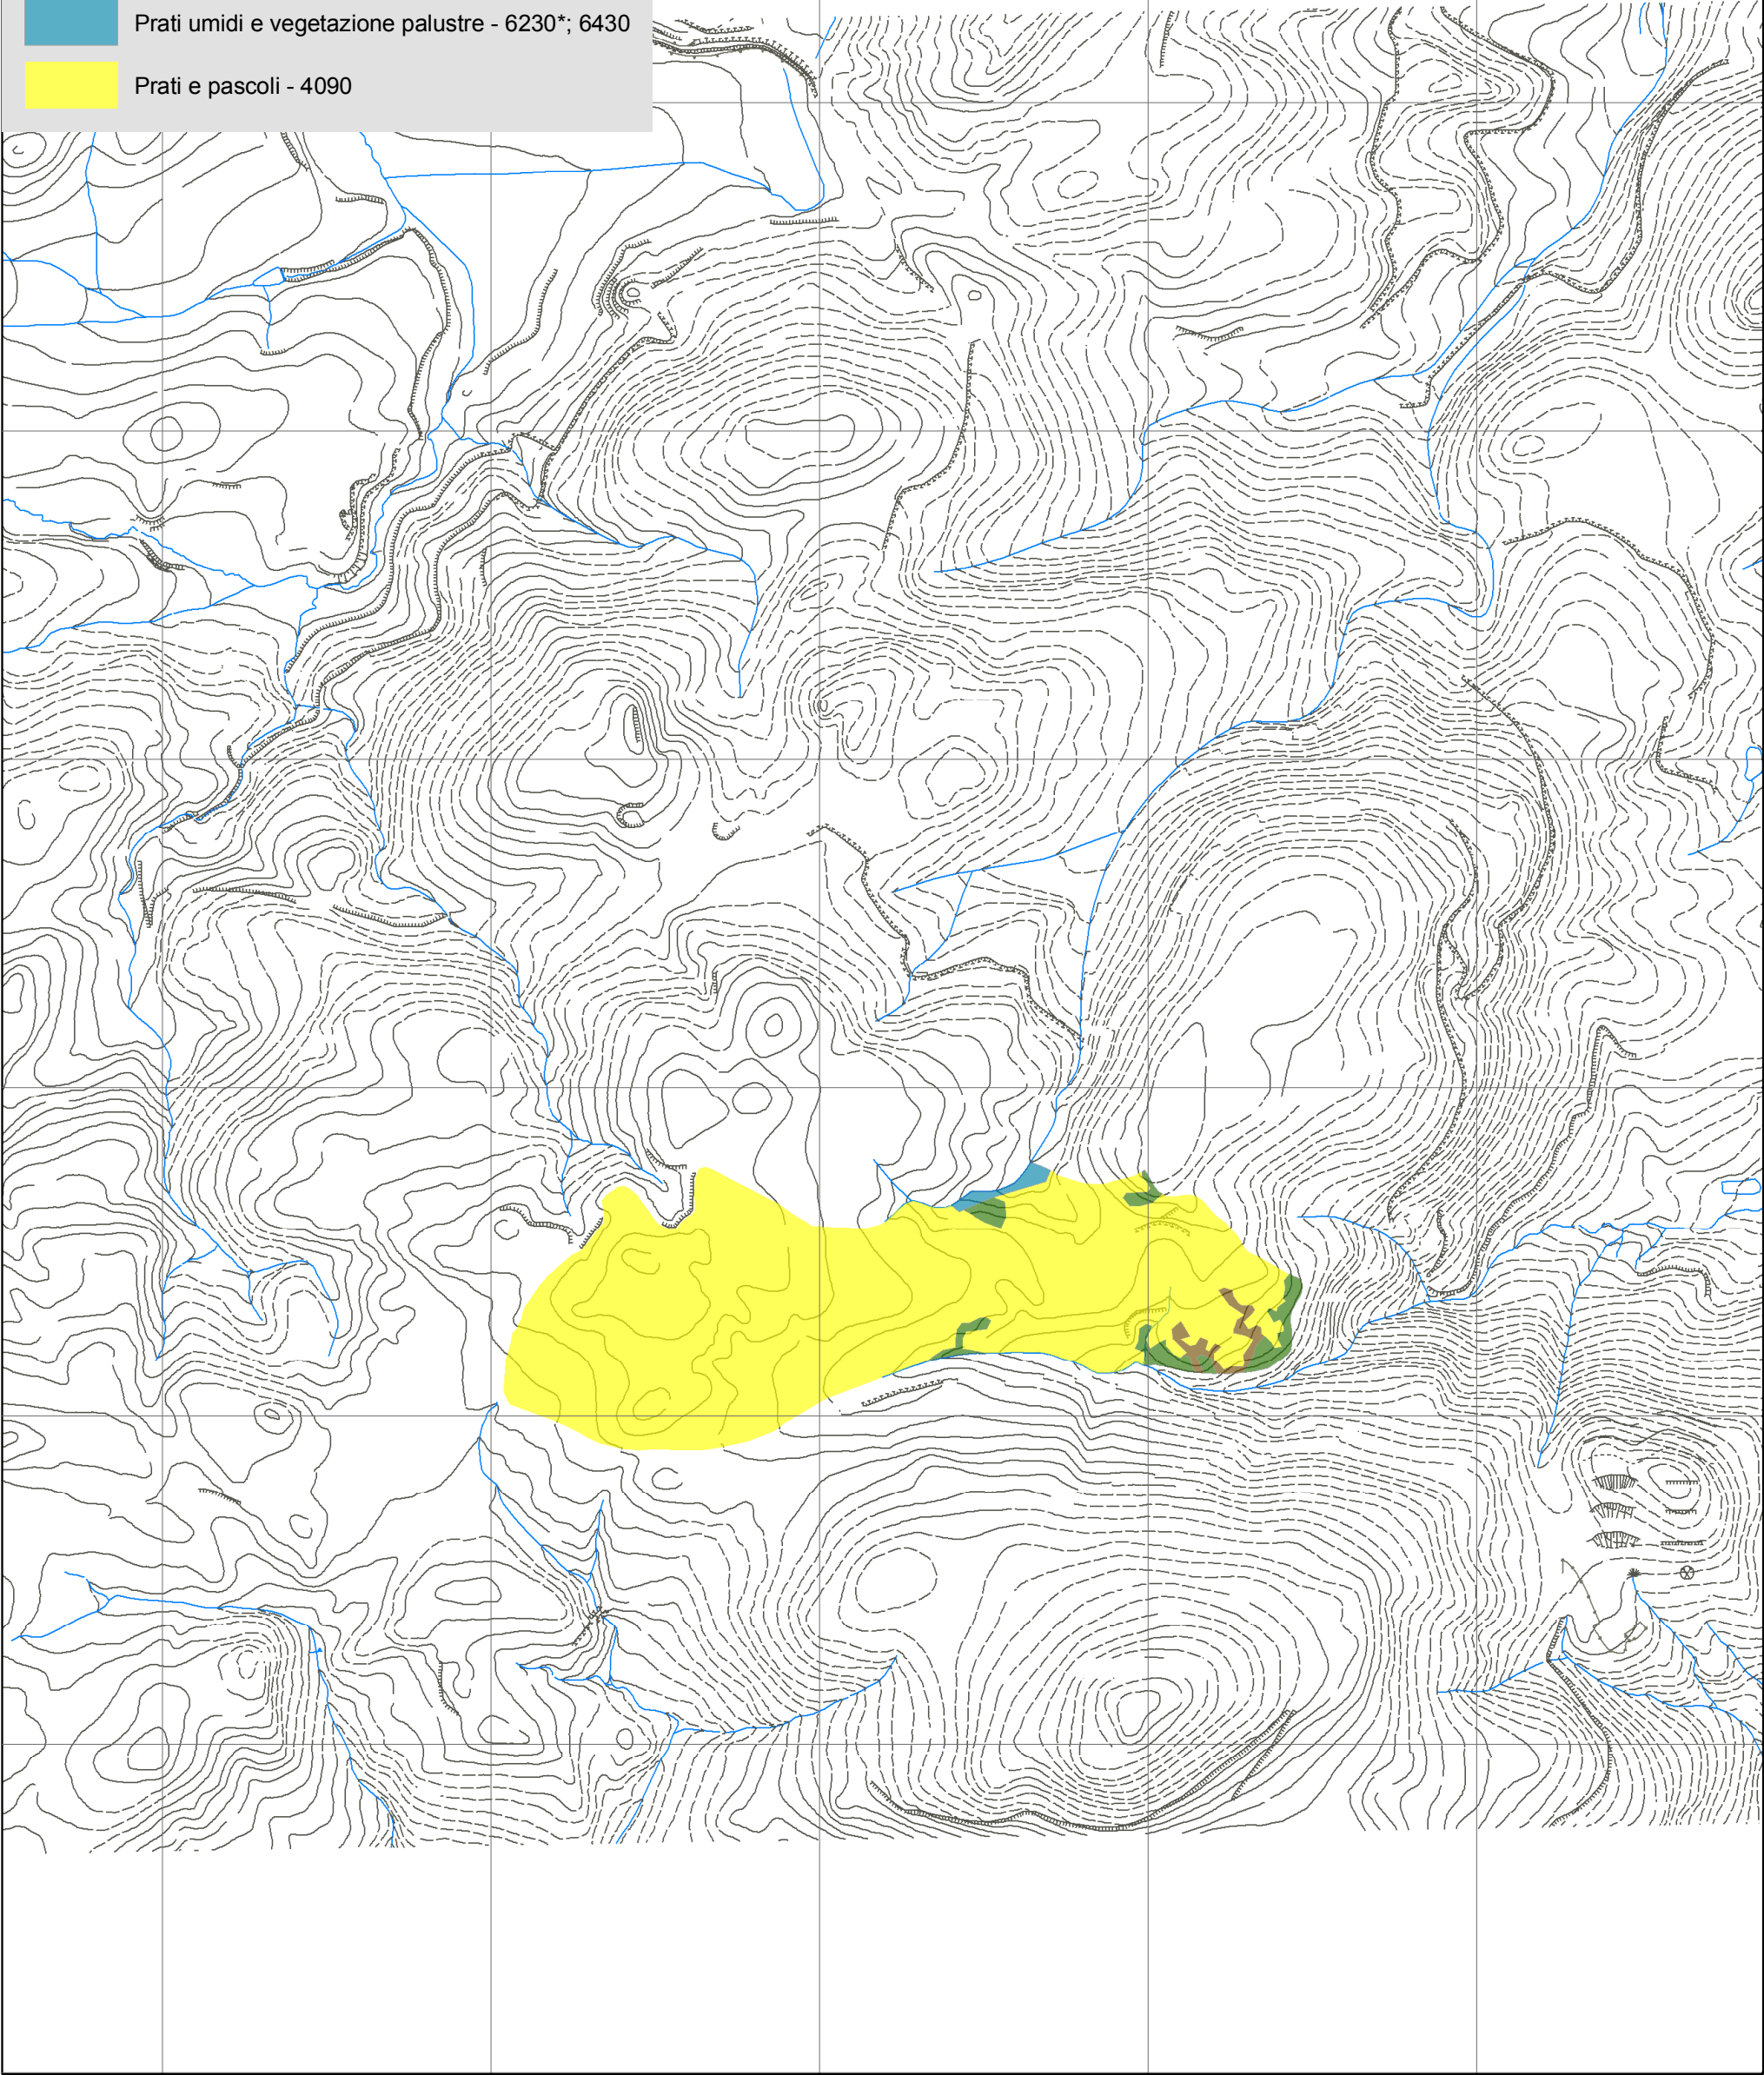 Prati umidi e vegetazione palustre - 6230*; 6430
Prati e pascoli - 4090